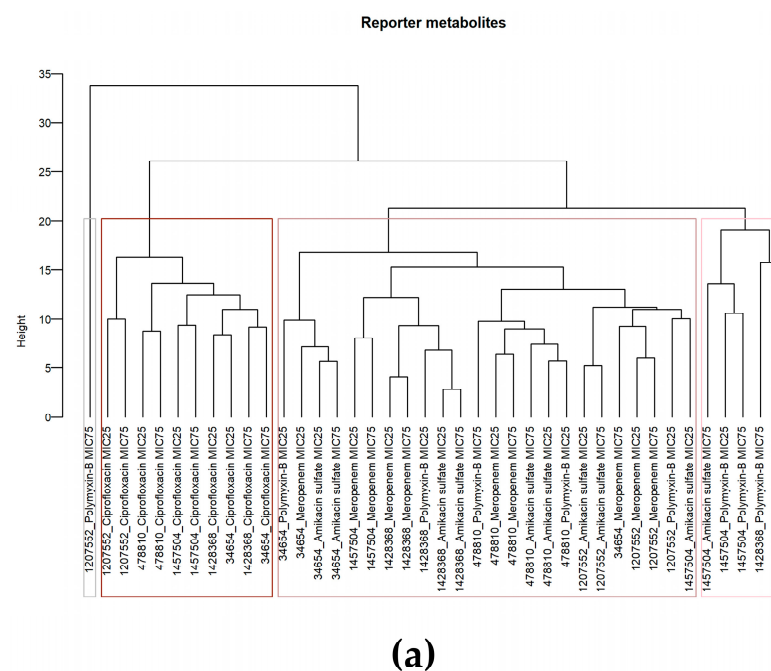 Reporter metabolites
35
30
25
20
15
10
5
0
Height
1207552_Polymyxin-B MIC75
1207552_Ciprofloxacin MIC25
1207552_Ciprofloxacin MIC75
478810_Ciprofloxacin MIC25
478810_Ciprofloxacin MIC75
1457504_Ciprofloxacin MIC25
1457504_Ciprofloxacin MIC75
1428368_Ciprofloxacin MIC25
34654_Ciprofloxacin MIC25
1428368_Ciprofloxacin MIC75
34654_Ciprofloxacin MIC75
34654_Polymyxin-B MIC25
34654_Meropenem MIC25
34654_Amikacin sulfate MIC25
34654_Amikacin sulfate MIC75
1457504_Meropenem MIC25
1457504_Meropenem MIC75
1428368_Meropenem MIC25
1428368_Meropenem MIC75
1428368_Polymyxin-B MIC25
1428368_Amikacin sulfate MIC25
1428368_Amikacin sulfate MIC75
478810_Polymyxin-B MIC75
478810_Meropenem MIC25
478810_Meropenem MIC75
478810_Amikacin sulfate MIC25
478810_Amikacin sulfate MIC75
478810_Polymyxin-B MIC25
1207552_Amikacin sulfate MIC25
1207552_Amikacin sulfate MIC75
34654_Meropenem MIC75
1207552_Meropenem MIC25
1207552_Meropenem MIC75
1207552_Polymyxin-B MIC25
1457504_Amikacin sulfate MIC25
1457504_Amikacin sulfate MIC75
1457504_Polymyxin-B MIC25
1457504_Polymyxin-B MIC75
1428368_Polymyxin-B MIC75
(a)